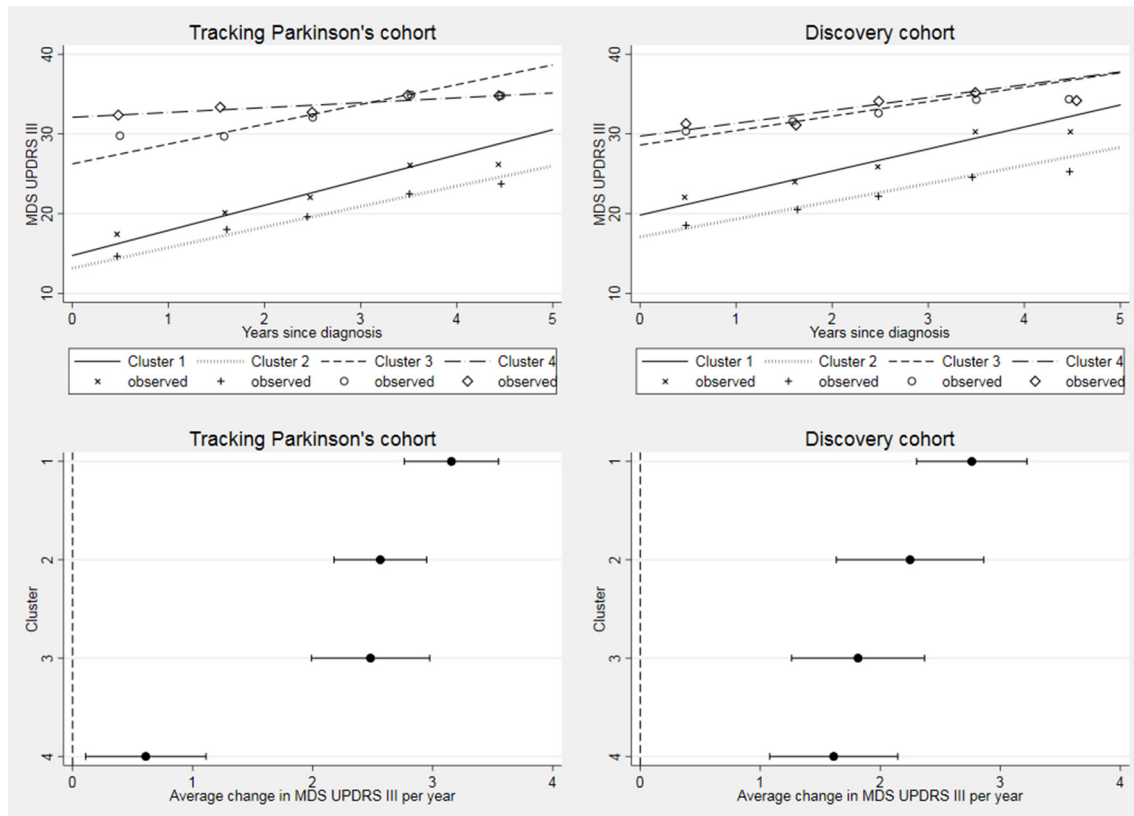 Tracking Parkinson's cohort
MDS UPDRS III
40
30
20
10
0 1 2 3 4 5
Years since diagnosis
Cluster 1 Cluster 2 Cluster 3 Cluster 4
observed observed observed observed
Discovery cohort
MDS UPDRS III
40
30
20
10
0 1 2 3 4 5
Years since diagnosis
Cluster 1 Cluster 2 Cluster 3 Cluster 4
observed observed observed observed
Tracking Parkinson's cohort
Cluster
1
2
3
4
0 1 2 3 4
Average change in MDS UPDRS III per year
Discovery cohort
Cluster
1
2
3
4
0 1 2 3 4
Average change in MDS UPDRS III per year